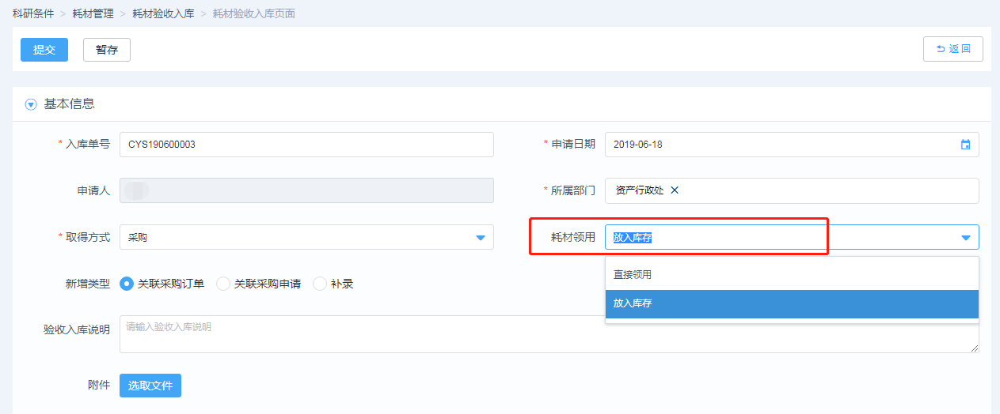 科研条件 > 耗材管理 > 耗材验收入库 > 耗材验收入库页面
提交 暂存 返回
基本信息
* 入库单号 CYS190600003 * 申请日期 2019-06-18
申请人 * 所属部门 资产行政处 ×
* 取得方式 采购 耗材领用 放入库存
直接领用
放入库存
新增类型 关联采购订单 关联采购申请 补录
验收入库说明 请输入验收入库说明
附件 选取文件